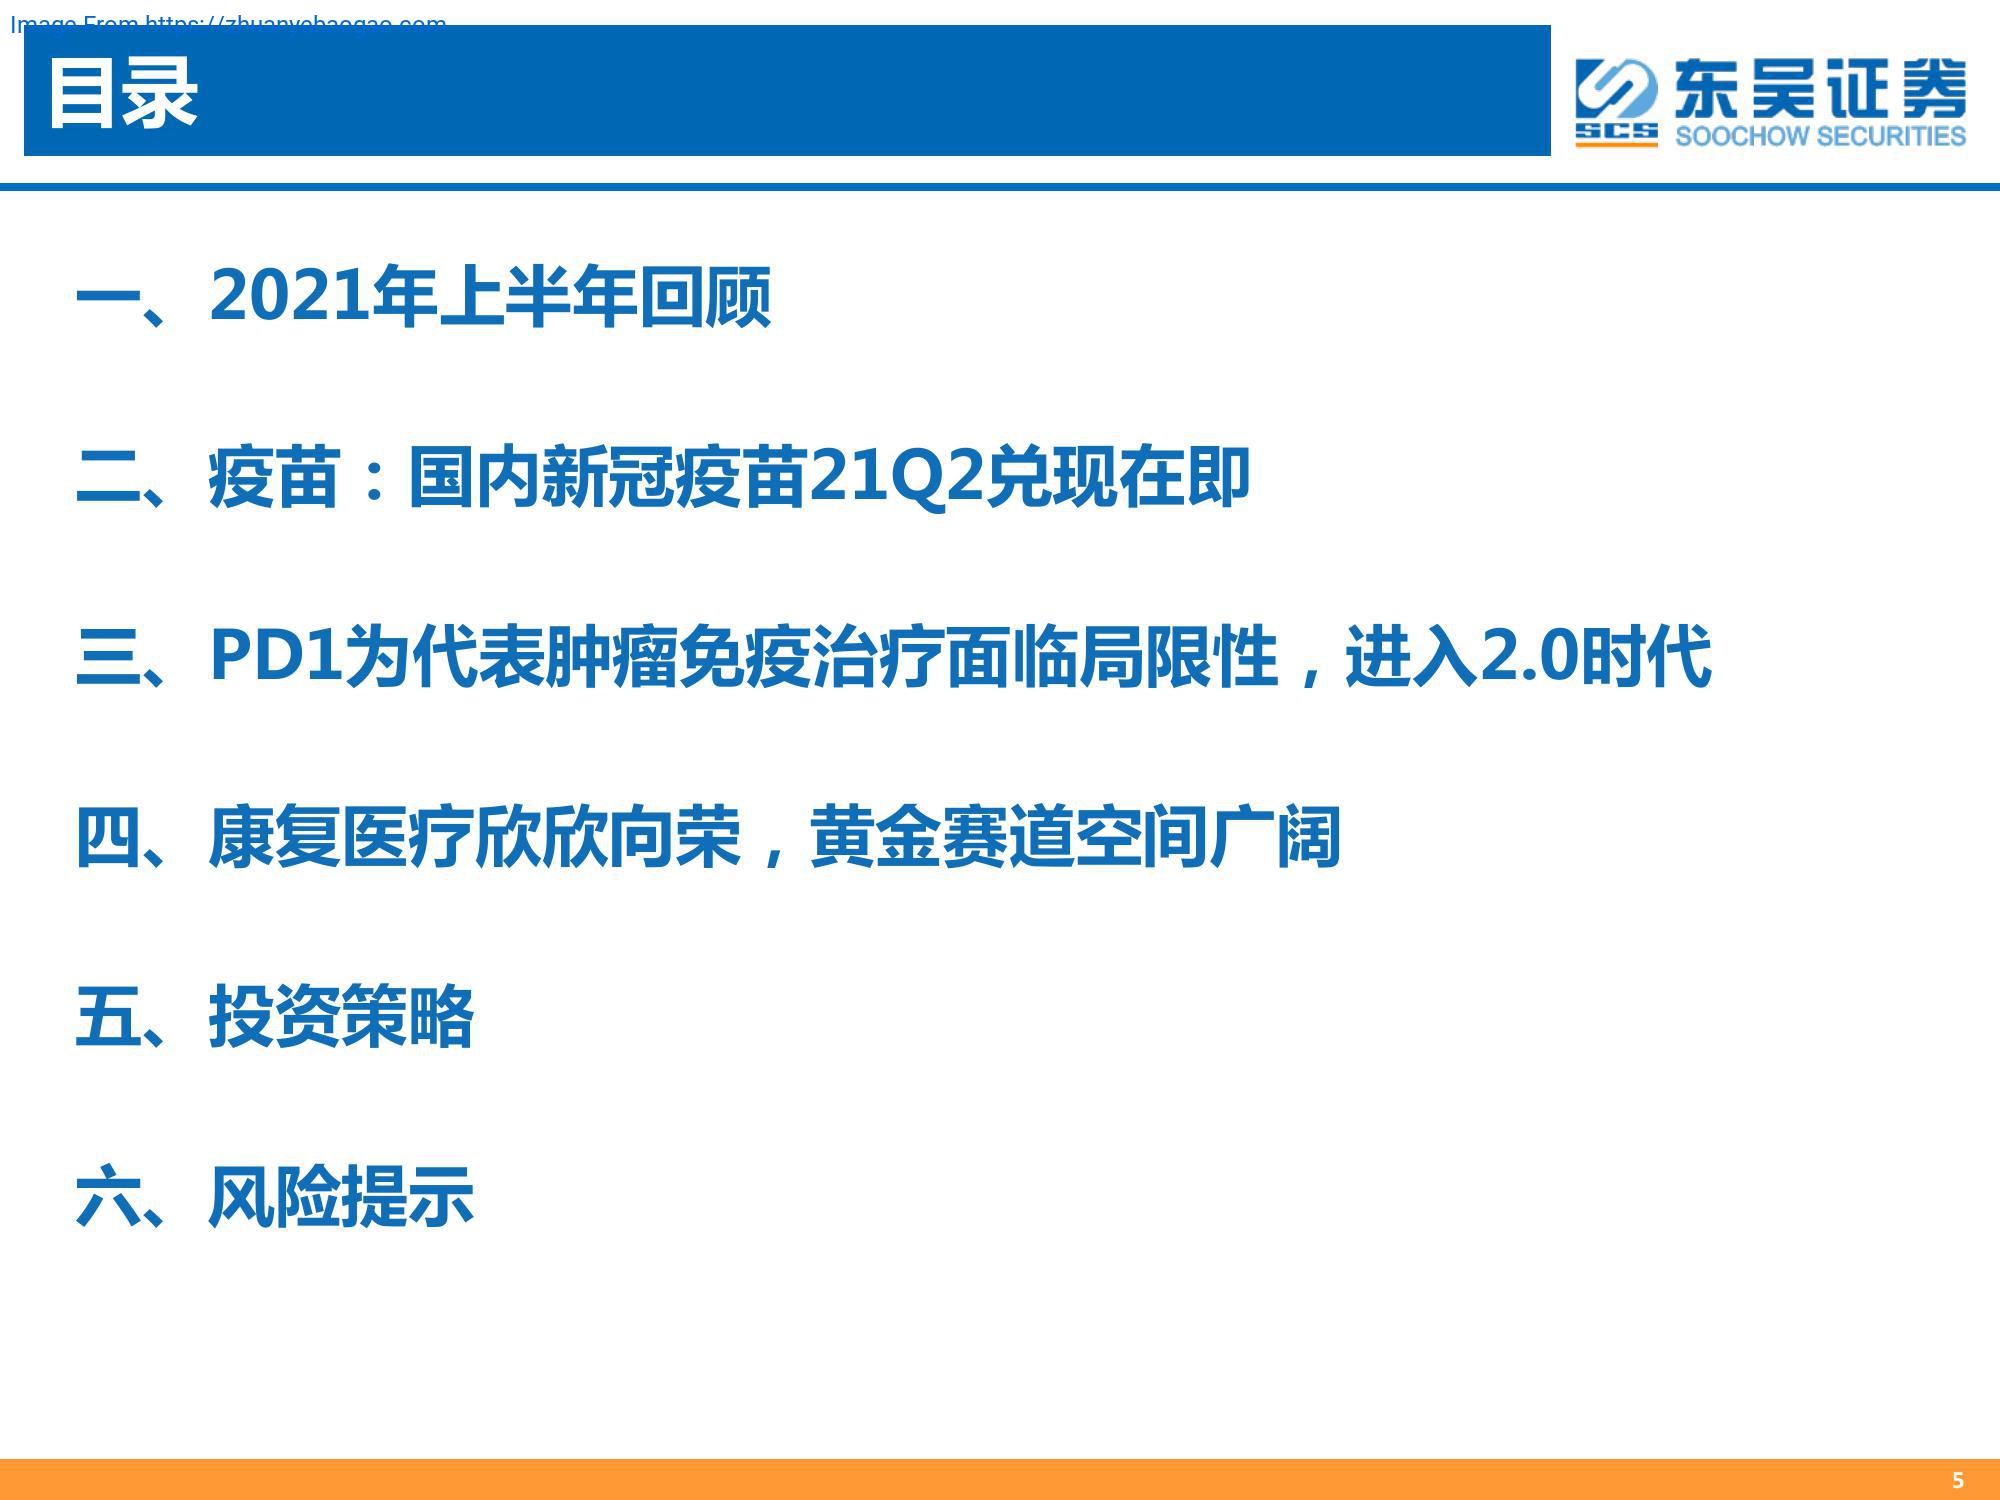 Image From https://zhuanyebaogao.com
目录
东吴证券
SCS
SOOCHOW SECURITIES
一、2021年上半年回顾
二、疫苗：国内新冠疫苗21Q2兑现在即
三、PD1为代表肿瘤免疫治疗面临局限性，进入2.0时代
四、康复医疗欣欣向荣，黄金赛道空间广阔
五、投资策略
六、风险提示
5